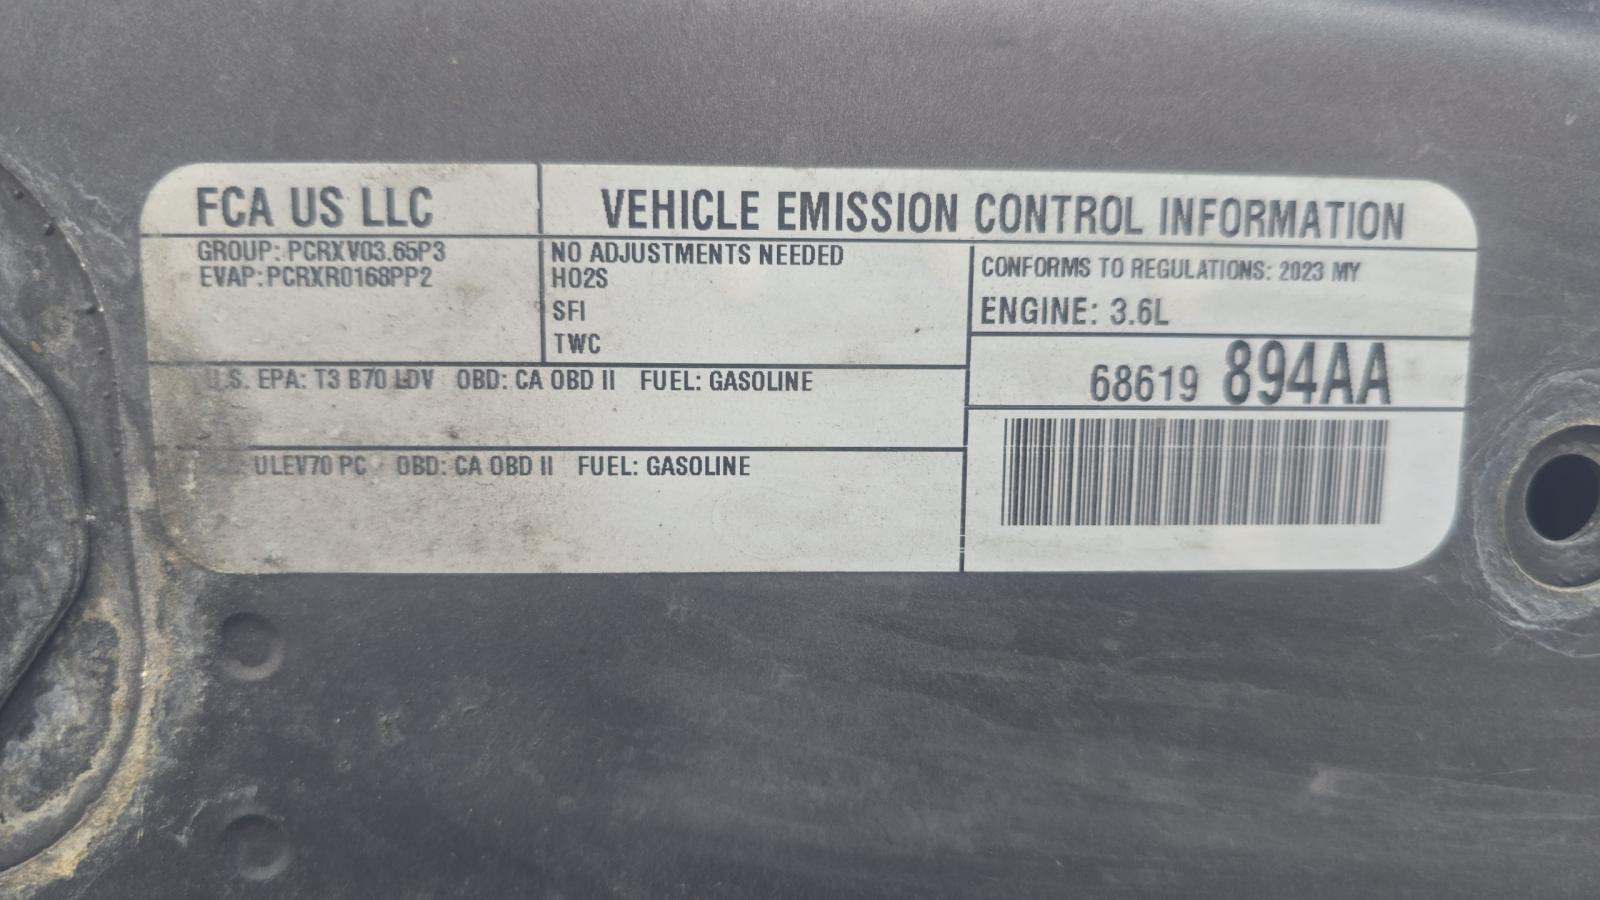 FCA US LLC
VEHICLE EMISSION CONTROL INFORMATION
GROUP: PCRXV03.65P3
EVAP: PCRXR0168PP2
NO ADJUSTMENTS NEEDED
HO2S
SFI
TWC
CONFORMS TO REGULATIONS: 2023 MY
ENGINE: 3.6L
68619 894AA
U.S. EPA: T3 B70 LDV OBD: CA OBD II FUEL: GASOLINE
ULEV70 PC OBD: CA OBD II FUEL: GASOLINE